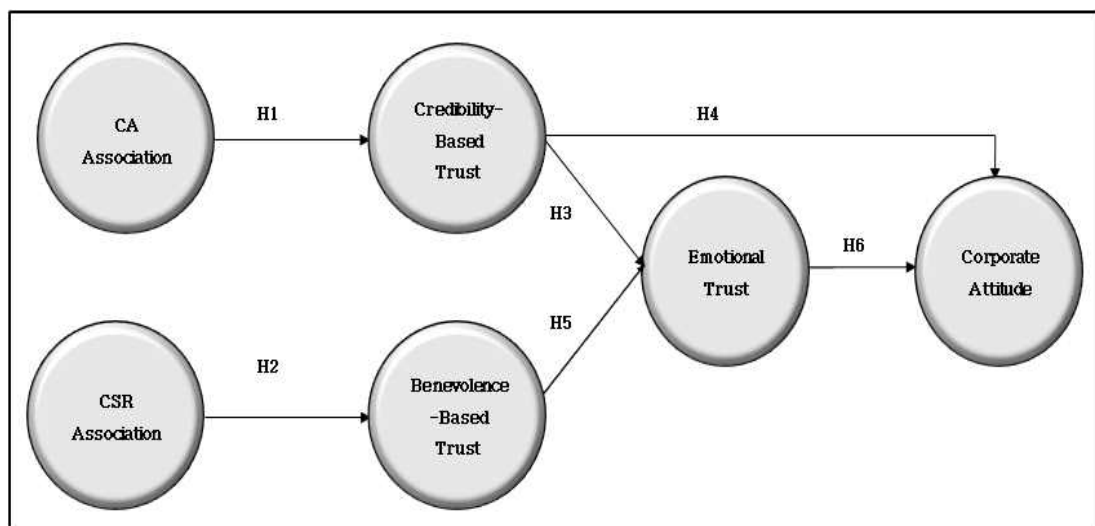 CA
Association
H1
Credibility-
Based
Trust
H4
H3
Emotional
Trust
H6
Corporate
Attitude
H5
CSR
Association
H2
Benevolence
-Based
Trust